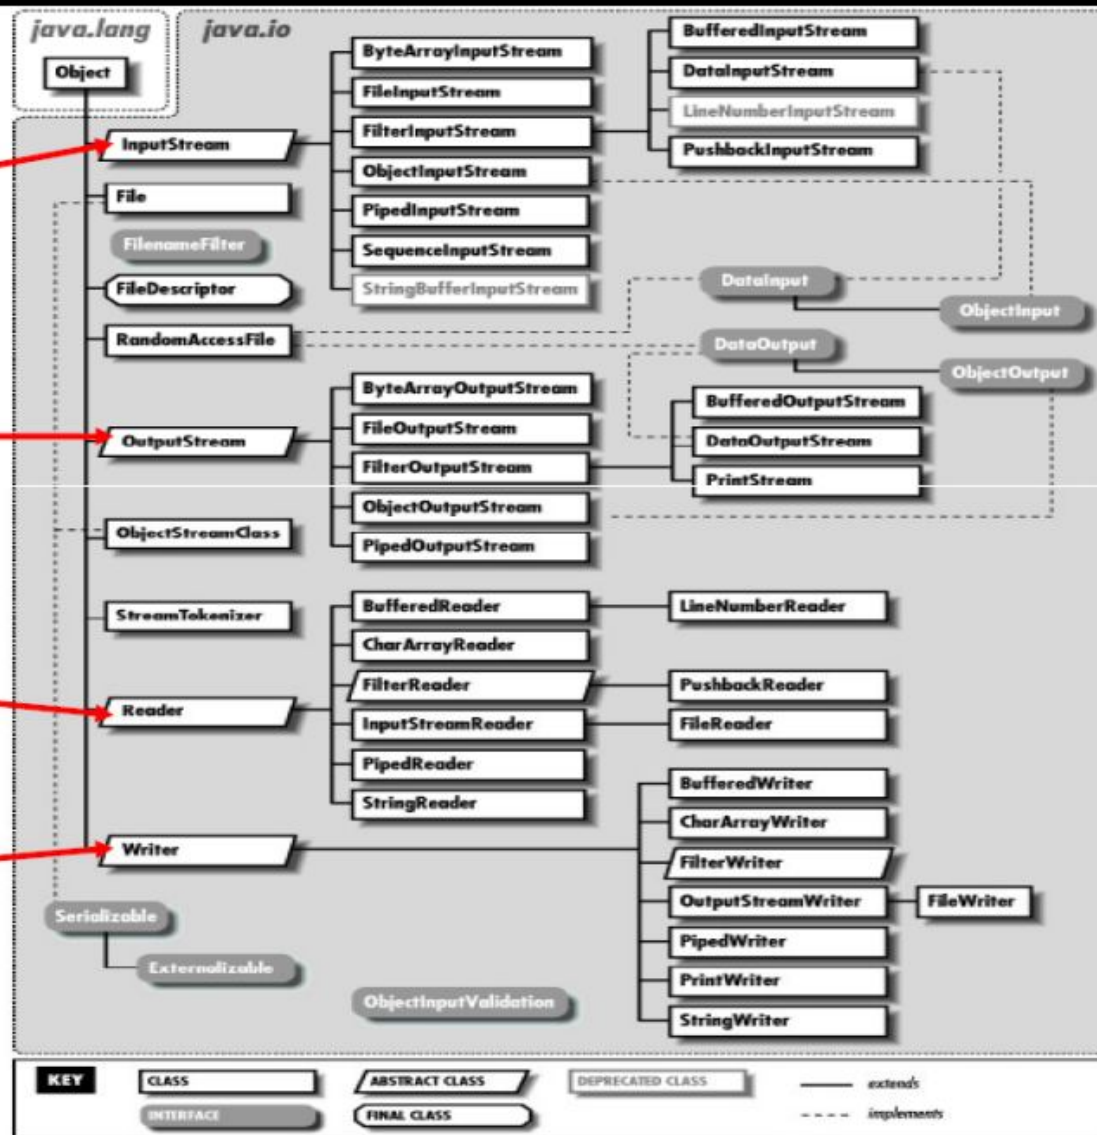 java.lang
java.io
Object
InputStream
File
FilenameFilter
FileDescriptor
RandomAccessFile
OutputStream
ObjectStreamClass
StreamTokenizer
Reader
Writer
Serializable
Externalizable
ByteArrayInputStream
FileInputStream
FilterInputStream
ObjectInputStream
PipedInputStream
SequenceInputStream
StringBufferInputStream
BufferedInputStream
DataInputStream
LineNumberInputStream
PushbackInputStream
DataInput
ObjectInput
DataOutput
ObjectOutput
ByteArrayOutputStream
FileOutputStream
FilterOutputStream
ObjectOutputStream
PipedOutputStream
BufferedOutputStream
DataOutputStream
PrintStream
BufferedReader
CharArrayReader
FilterReader
InputStreamReader
PipedReader
StringReader
LineNumberReader
PushbackReader
FileReader
BufferedWriter
CharArrayWriter
FilterWriter
OutputStreamWriter
FileWriter
PipedWriter
PrintWriter
StringWriter
ObjectInputValidation
KEY
CLASS
ABSTRACT CLASS
DEPRECATED CLASS
extends
INTERFACE
FINAL CLASS
implements